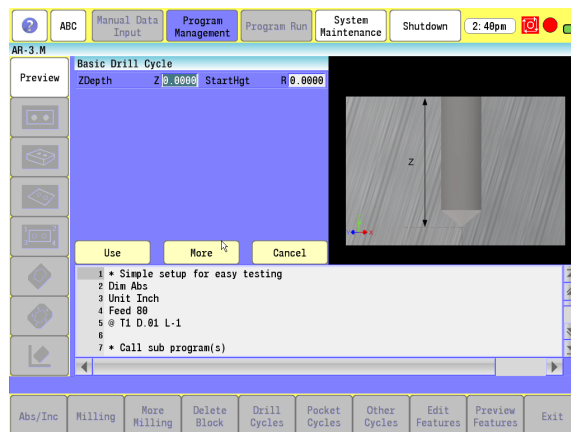 ?
ABC
Manual Data Input
Program Management
Program Run
System Maintenance
Shutdown
2:40pm
AR-3.M
Preview
Basic Drill Cycle
ZDepth Z 0.0000 StartHgt R 0.0000
Z
X
Use
More
Cancel
1 * Simple setup for easy testing
2 Dim Abs
3 Unit Inch
4 Feed 80
5 @ T1 D.01 L-1
6
7 * Call sub program(s)
Abs/Inc
Milling
More Milling
Delete Block
Drill Cycles
Pocket Cycles
Other Cycles
Edit Features
Preview Features
Exit